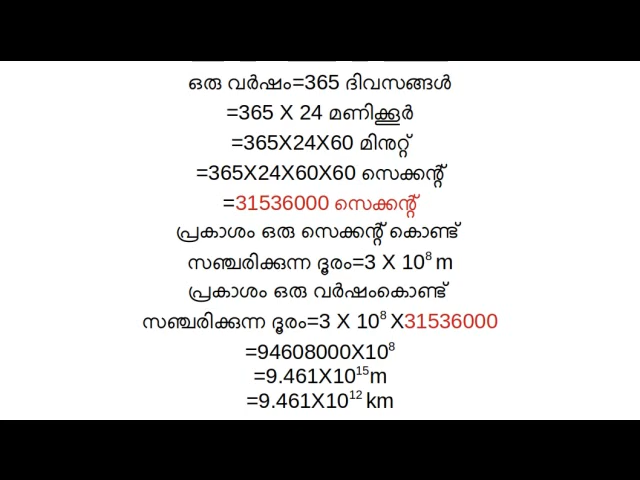 ഒരു വർഷം=365 ദിവസങ്ങൾ
=365 X 24 മണിക്കൂർ
=365X24X60 മിനുറ്റ്
=365X24X60X60 സെക്കന്റ്
=31536000 സെക്കന്റ്
പ്രകാശം ഒരു സെക്കന്റ് കൊണ്ട്
സഞ്ചരിക്കുന്ന ദൂരം=3 X 10⁸ m
പ്രകാശം ഒരു വർഷംകൊണ്ട്
സഞ്ചരിക്കുന്ന ദൂരം=3 X 10⁸ X31536000
=94608000X10⁸
=9.461X10¹⁵m
=9.461X10¹² km